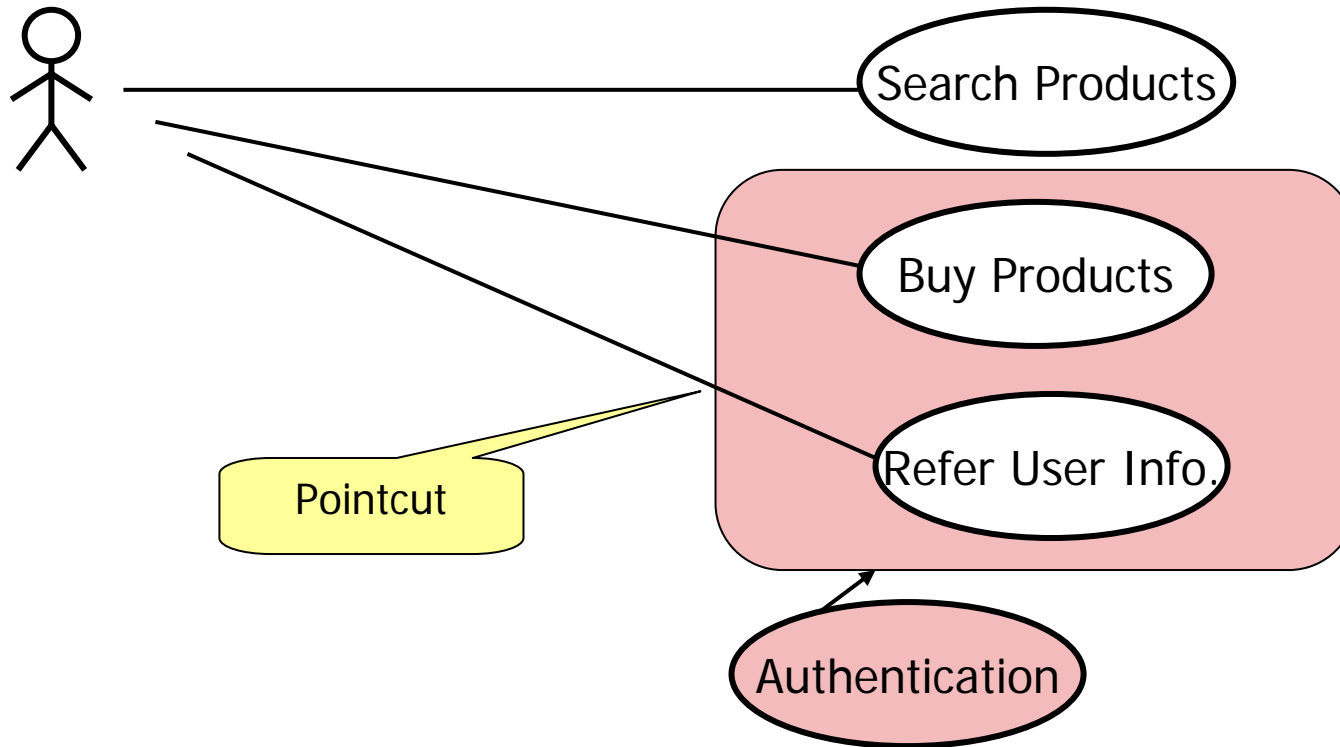 Search Products
Buy Products
Refer User Info.
Pointcut
Authentication